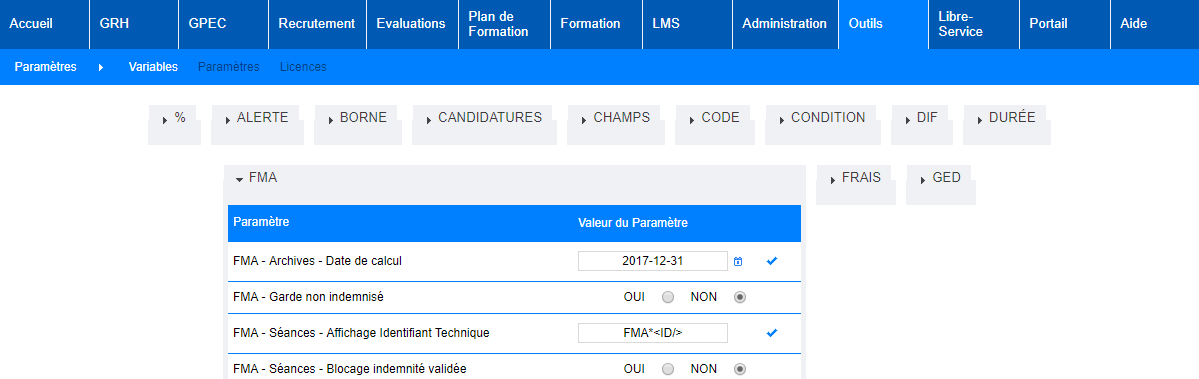 Accueil GRH GPEC Recrutement Evaluations Plan de Formation Formation LMS Administration Outils Libre-Service Portail Aide
Paramètres Variables Paramètres Licences
% ALERTE BORNE CANDIDATURES CHAMPS CODE CONDITION DIF DURÉE
FMA FRAIS GED
Paramètre Valeur du Paramètre
FMA - Archives - Date de calcul 2017-12-31
FMA - Garde non indemnisé OUI NON
FMA - Séances - Affichage Identifiant Technique FMA*<ID/>
FMA - Séances - Blocage indemnité validée OUI NON